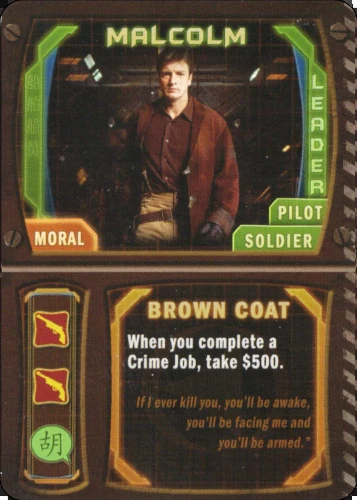 MALCOLM
LEADER
MORAL
PILOT
SOLDIER
BROWN COAT
When you complete a
Crime Job, take $500.
胡
If I ever kill you, you'll be awake,
you'll be facing me and
you'll be armed."